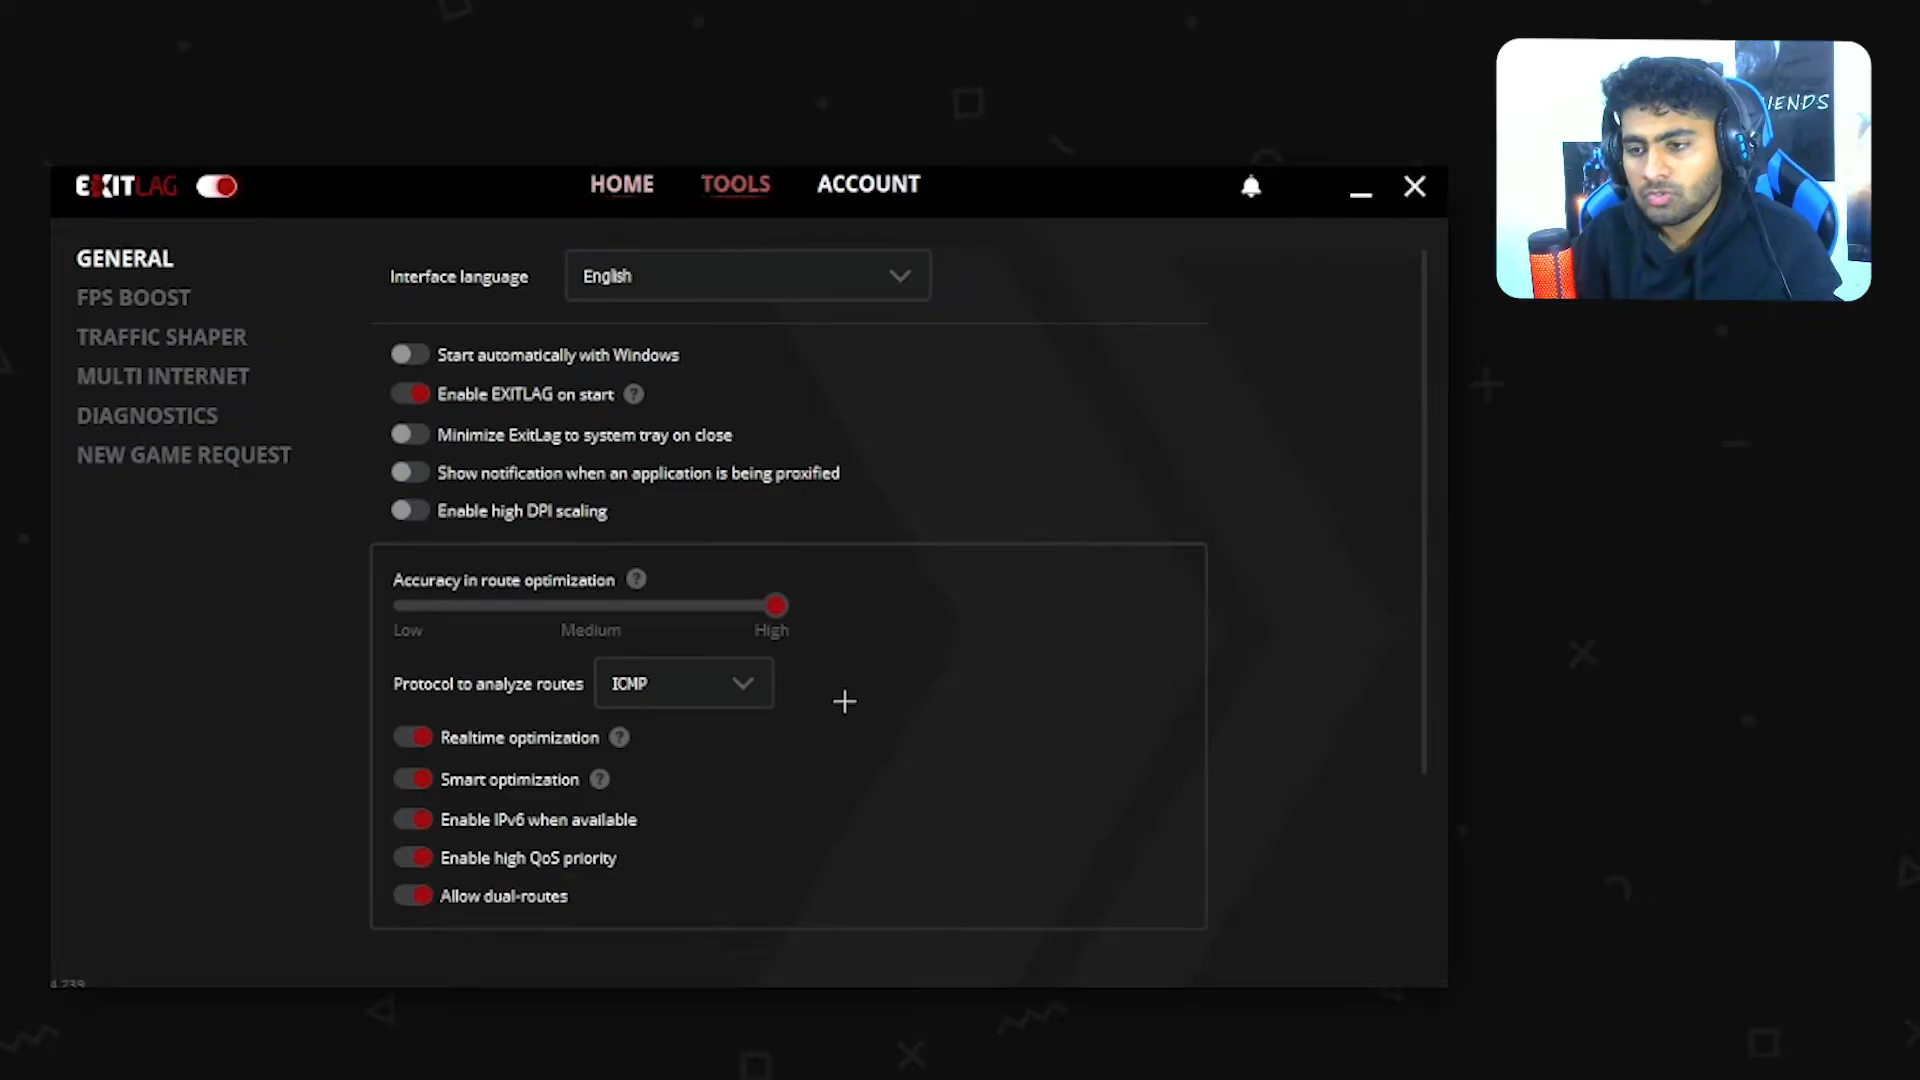 EXITLAG
HOME
TOOLS
ACCOUNT
GENERAL
FPS BOOST
TRAFFIC SHAPER
MULTI INTERNET
DIAGNOSTICS
NEW GAME REQUEST
Interface language
English
Start automatically with Windows
Enable EXITLAG on start ?
Minimize ExitLag to system tray on close
Show notification when an application is being proxified
Enable high DPI scaling
Accuracy in route optimization ?
Low Medium High
Protocol to analyze routes ICMP
Realtime optimization ?
Smart optimization ?
Enable IPv6 when available
Enable high QoS priority
Allow dual-routes
4.739
IENDS